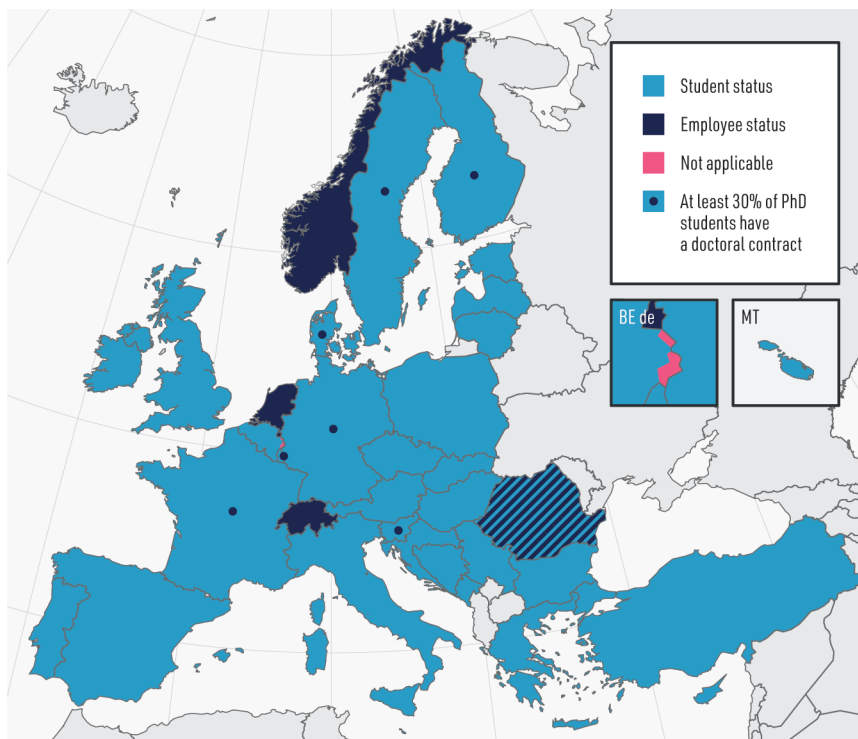 Student status
Employee status
Not applicable
At least 30% of PhD
students have
a doctoral contract
BE de
MT